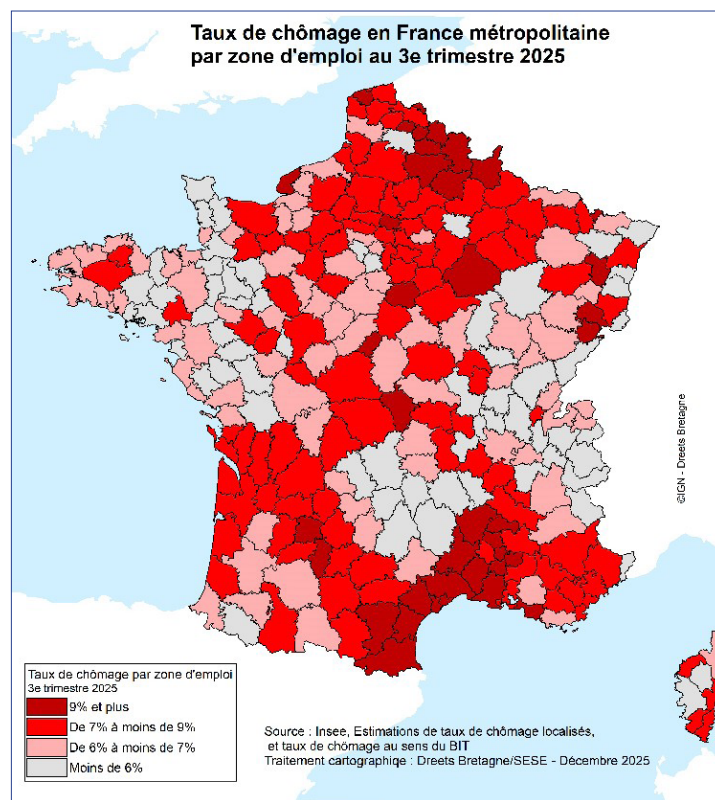 Taux de chômage en France métropolitaine
par zone d'emploi au 3e trimestre 2025
©IGN - Dreets Bretagne
Taux de chômage par zone d'emploi
3e trimestre 2025
9% et plus
De 7% à moins de 9%
De 6% à moins de 7%
Moins de 6%
Source : Insee, Estimations de taux de chômage localisés,
et taux de chômage au sens du BIT
Traitement cartographiqe : Dreets Bretagne/SESE - Décembre 2025